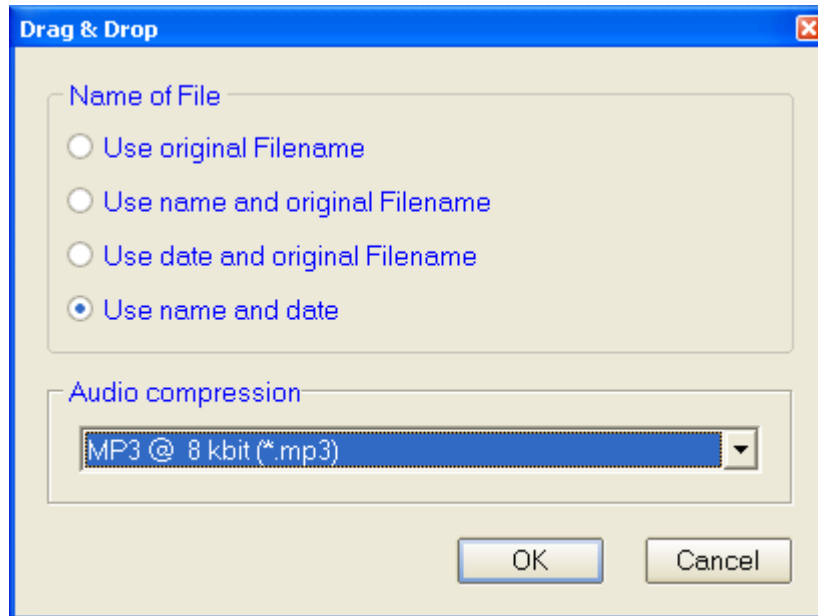 Drag & Drop
Name of File
Use original Filename
Use name and original Filename
Use date and original Filename
Use name and date
Audio compression
MP3 @  8 kbit (*.mp3)
OK
Cancel